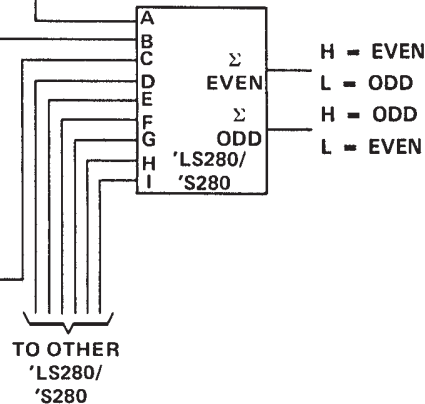 A
B
C
D
E
F
G
H
I
Σ
EVEN
Σ
ODD
'LS280/
'S280
H = EVEN
L = ODD
H = ODD
L = EVEN
TO OTHER
'LS280/
'S280